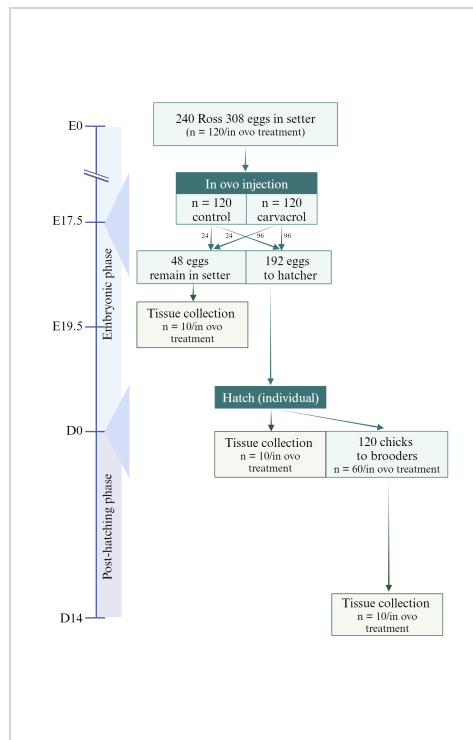 E0
E17.5
E19.5
D0
D14
Embryonic phase
Post-hatching phase
240 Ross 308 eggs in setter
(n = 120/in ovo treatment)
In ovo injection
n = 120
control
n = 120
carvacrol
24
24
96
96
48 eggs
remain in setter
192 eggs
to hatcher
Tissue collection
n = 10/in ovo
treatment
Hatch (individual)
Tissue collection
n = 10/in ovo
treatment
120 chicks
to brooders
n = 60/in ovo treatment
Tissue collection
n = 10/in ovo
treatment